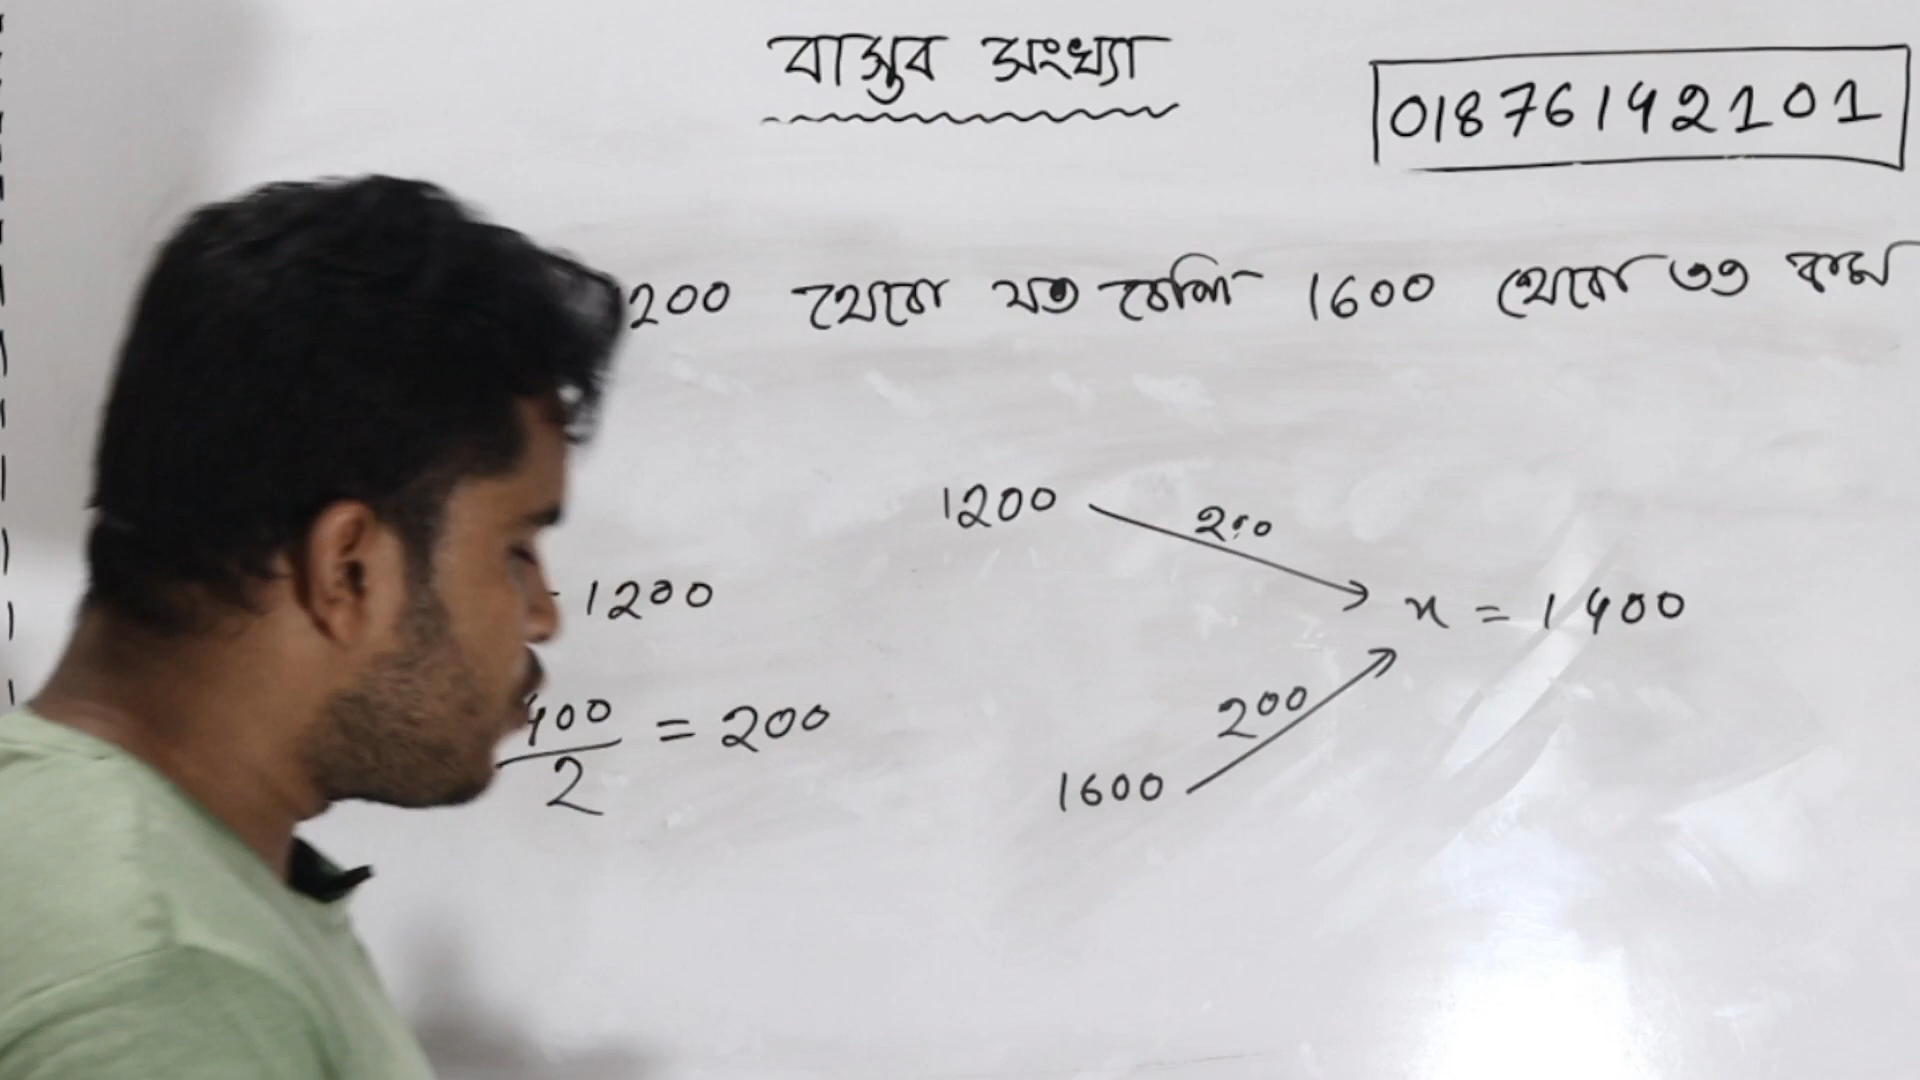 বাস্তব সংখ্যা
01876142101
200 থেকে যত বেশি 1600 থেকে তত কম
1200 200
- 1200
x = 1400
400/2 = 200
200
1600